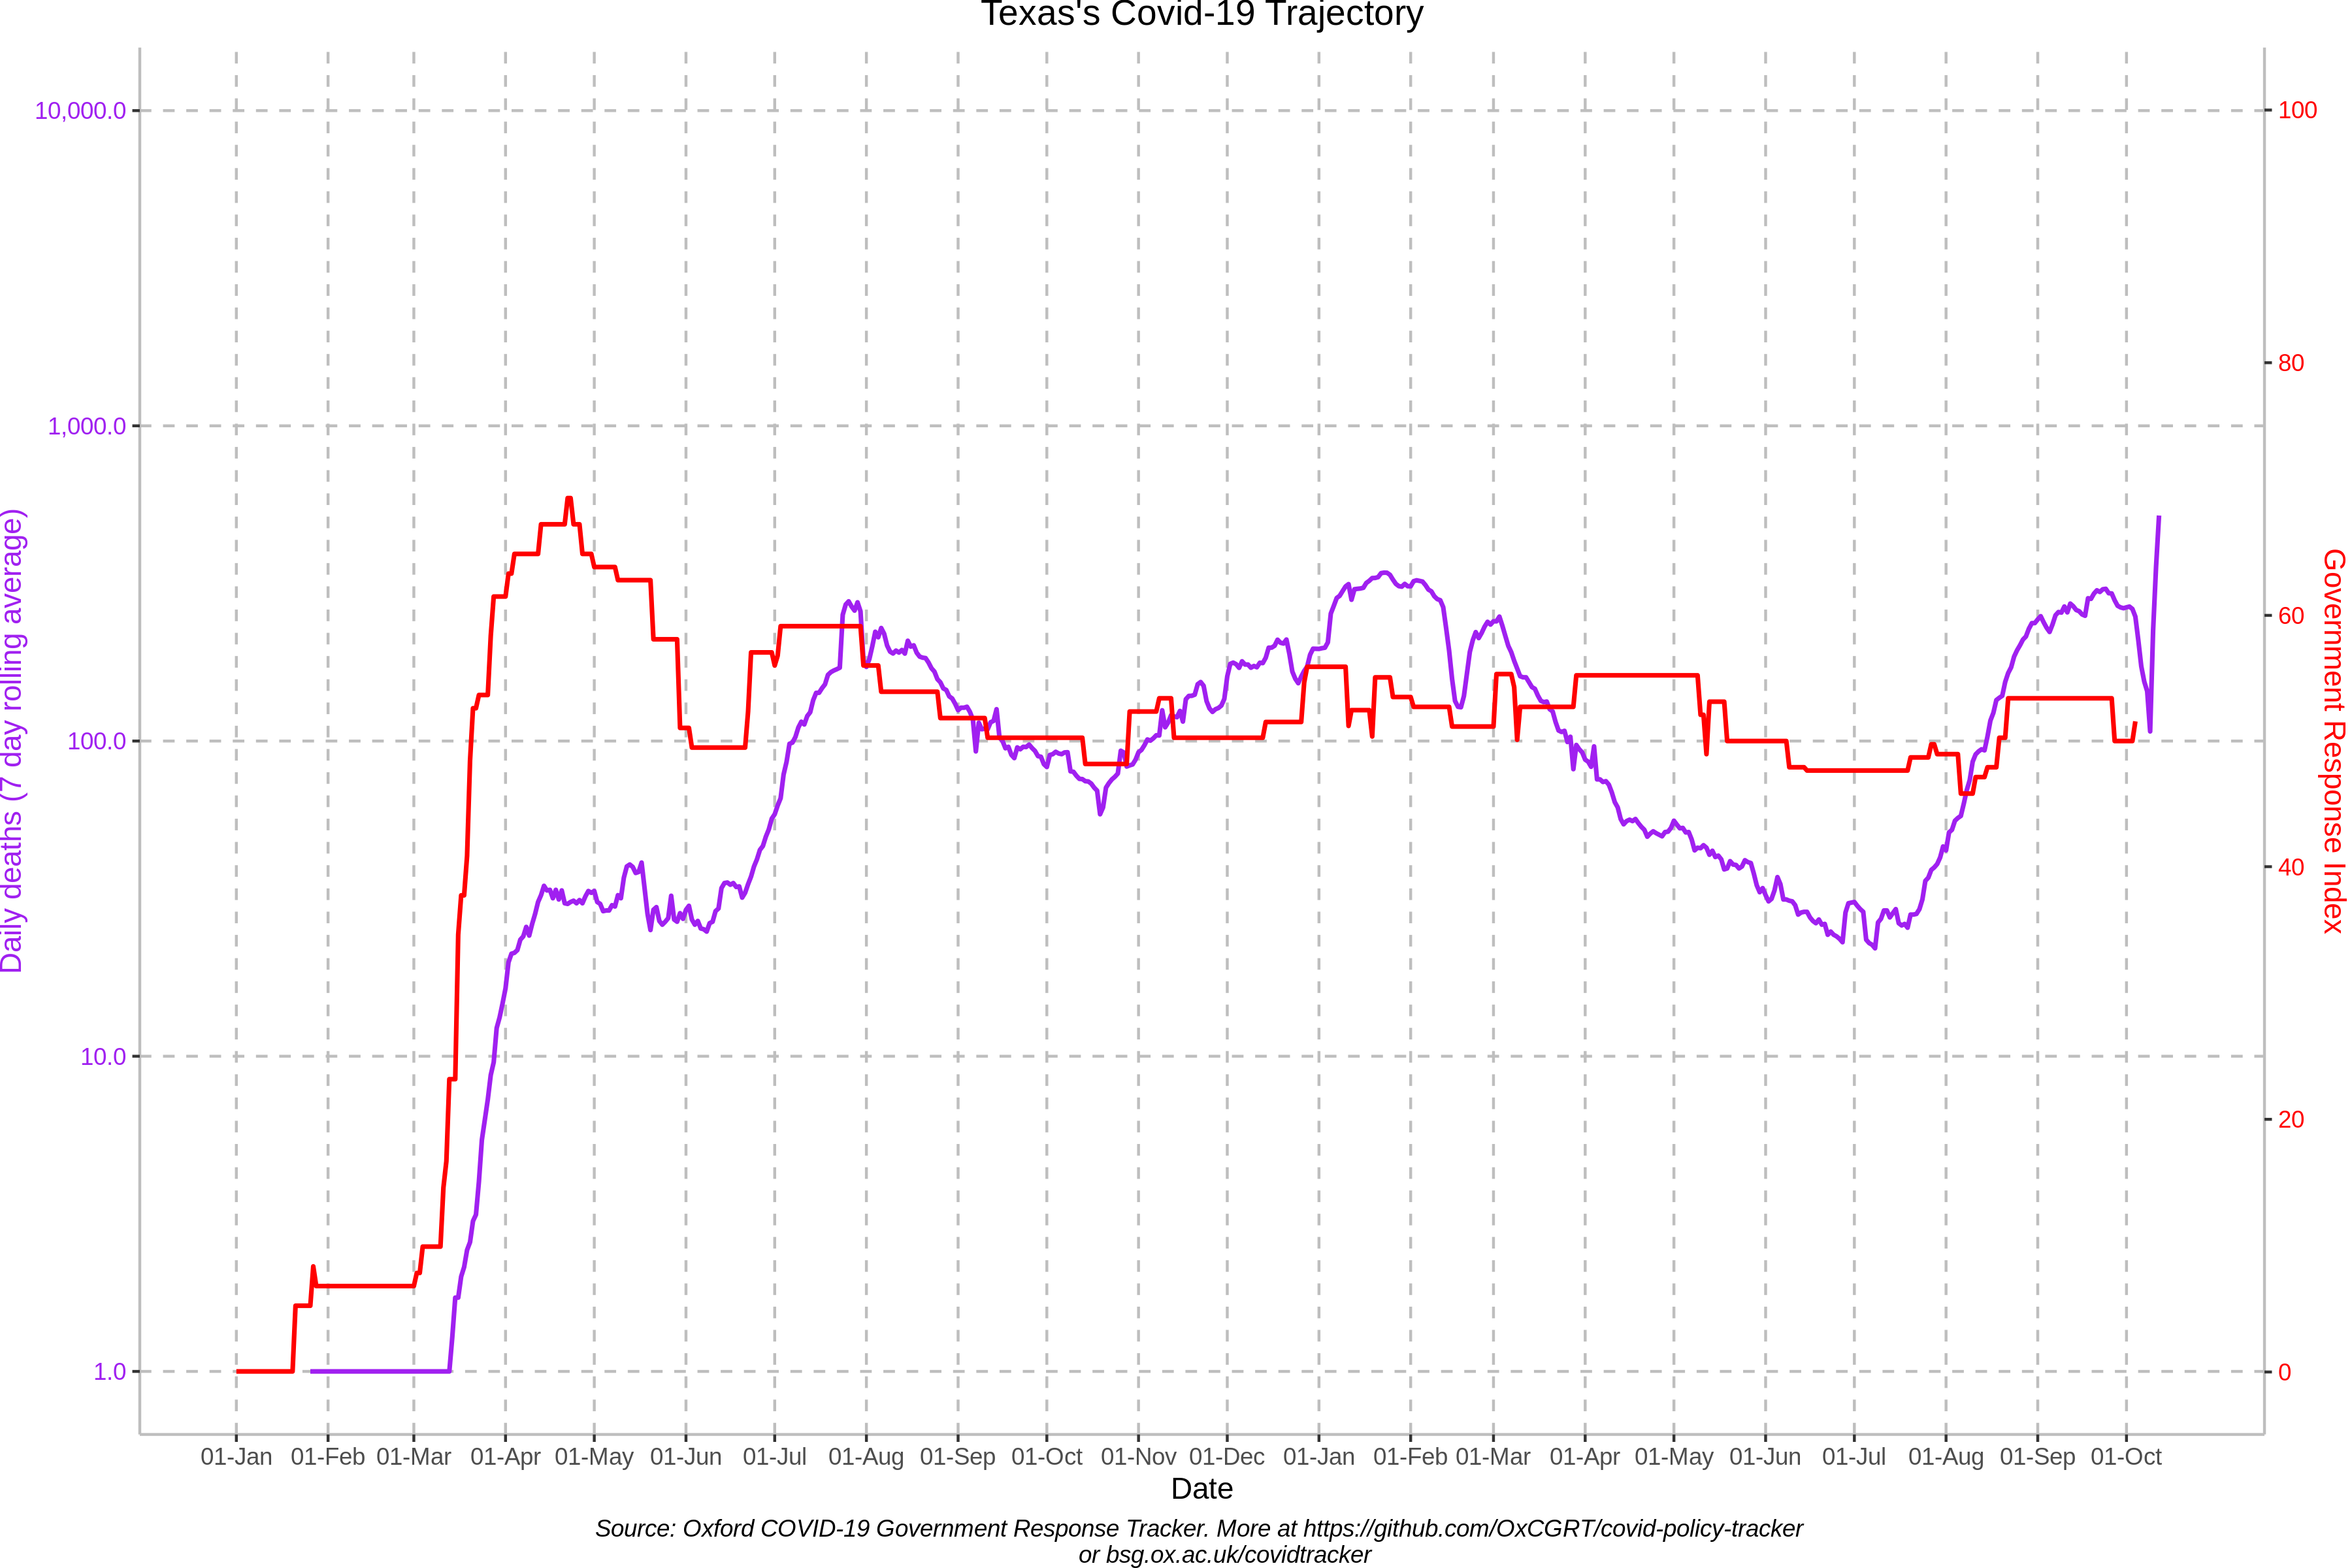 Texas's Covid-19 Trajectory
10,000.0
1,000.0
100.0
10.0
1.0
Daily deaths (7 day rolling average)
100
80
60
40
20
0
Government Response Index
01-Jan 01-Feb 01-Mar 01-Apr 01-May 01-Jun 01-Jul 01-Aug 01-Sep 01-Oct 01-Nov 01-Dec 01-Jan 01-Feb 01-Mar 01-Apr 01-May 01-Jun 01-Jul 01-Aug 01-Sep 01-Oct
Date
Source: Oxford COVID-19 Government Response Tracker. More at https://github.com/OxCGRT/covid-policy-tracker
or bsg.ox.ac.uk/covidtracker